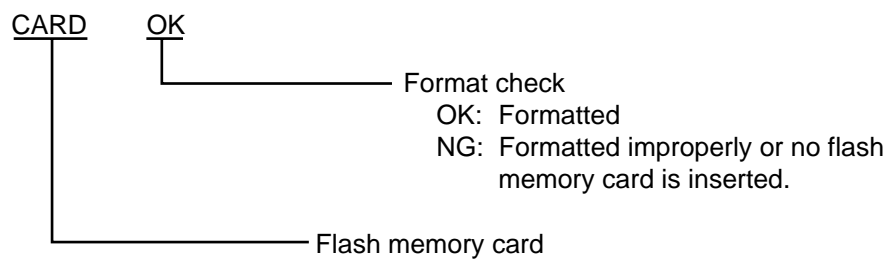 CARD OK
Format check
OK: Formatted
NG: Formatted improperly or no flash
memory card is inserted.
Flash memory card